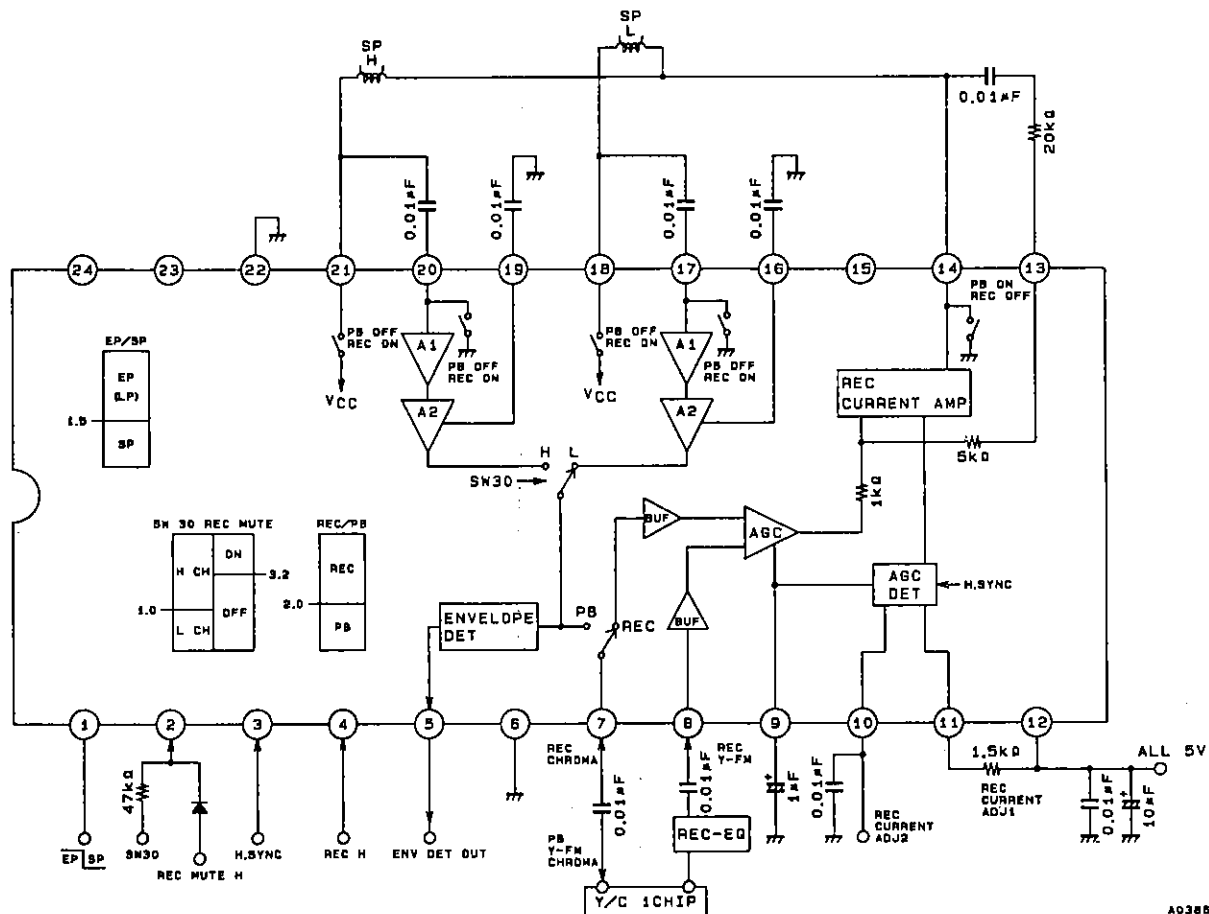 SP
L
SP
H
0.01µF
20kΩ
0.01µF
0.01µF
0.01µF
0.01µF
24
23
22
21
20
19
18
17
16
15
14
13
PB ON
REC OFF
EP/SP
EP
(LP)
1.5
SP
PB OFF
REC ON
VCC
A1
PB OFF
REC ON
A2
PB OFF
REC ON
VCC
A1
PB OFF
REC ON
A2
REC
CURRENT AMP
5kΩ
1kΩ
H
L
SW30
SW 30 REC MUTE
H CH
ON
3.2
1.0
OFF
L CH
REC/PB
REC
2.0
PB
BUF
AGC
BUF
AGC
DET
H.SYNC
ENVELOPE
DET
PB
REC
1
2
3
4
5
6
7
8
9
10
11
12
47kΩ
REC
CHROMA
0.01µF
0.01µF
REC
Y-FM
1µF
0.01µF
1.5kΩ
REC
CURRENT
ADJ1
ALL 5V
0.01µF
10µF
EP SP
SW30
REC MUTE H
H.SYNC
REC H
ENV DET OUT
PB
Y-FM
CHROMA
REC-EQ
REC
CURRENT
ADJ2
Y/C 1CHIP